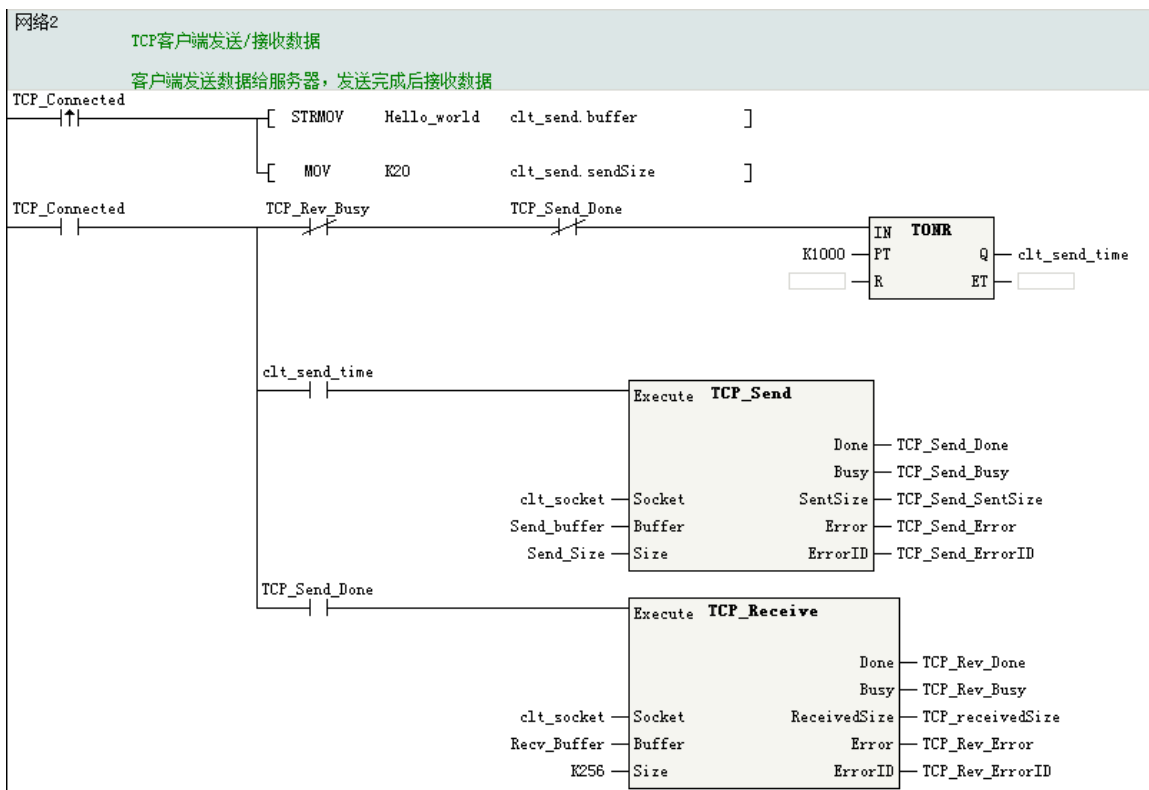 网络2
TCP客户端发送/接收数据
客户端发送数据给服务器，发送完成后接收数据
TCP_Connected
STRMOV Hello_world clt_send.buffer
MOV K20 clt_send.sendSize
TCP_Connected TCP_Rev_Busy TCP_Send_Done
IN TONR
K1000 PT Q clt_send_time
R ET
clt_send_time
Execute TCP_Send
Done TCP_Send_Done
Busy TCP_Send_Busy
clt_socket Socket SentSize TCP_Send_SentSize
Send_buffer Buffer Error TCP_Send_Error
Send_Size Size ErrorID TCP_Send_ErrorID
TCP_Send_Done
Execute TCP_Receive
Done TCP_Rev_Done
Busy TCP_Rev_Busy
clt_socket Socket ReceivedSize TCP_receivedSize
Recv_Buffer Buffer Error TCP_Rev_Error
K256 Size ErrorID TCP_Rev_ErrorID